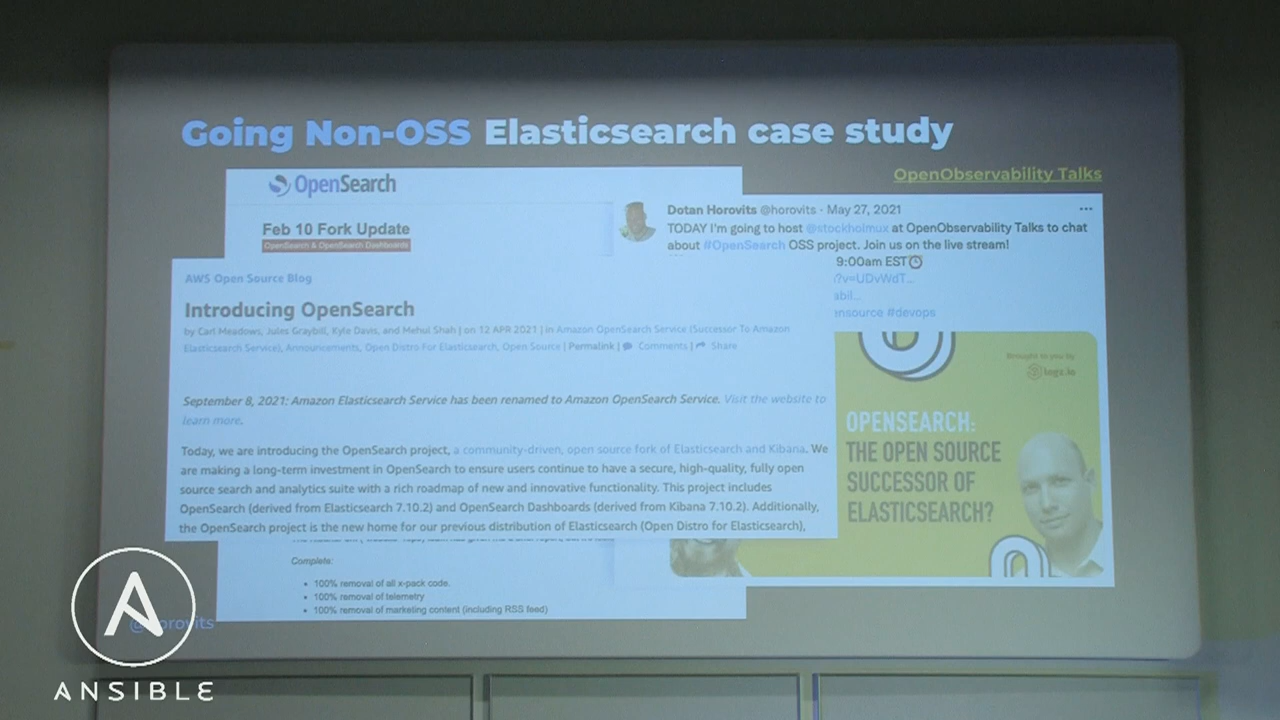 Going Non-OSS Elasticsearch case study
OpenObservability Talks
OpenSearch
Feb 10 Fork Update
OpenSearch & OpenSearch Dashboards
Dotan Horovits @horovits · May 27, 2021
TODAY I'm going to host @stockholmux at OpenObservability Talks to chat
about #OpenSearch OSS project. Join us on the live stream!
9:00am EST
?v=UDvWdT...
abil...
ensource #devops
AWS Open Source Blog
Introducing OpenSearch
by Carl Meadows, Jules Graybill, Kyle Davis, and Mehul Shah | on 12 APR 2021 | in Amazon OpenSearch Service (Successor To Amazon
Elasticsearch Service), Announcements, Open Distro For Elasticsearch, Open Source | Permalink | Comments | Share
September 8, 2021: Amazon Elasticsearch Service has been renamed to Amazon OpenSearch Service. Visit the website to
learn more.
Today, we are introducing the OpenSearch project, a community-driven, open source fork of Elasticsearch and Kibana. We
are making a long-term investment in OpenSearch to ensure users continue to have a secure, high-quality, fully open
source search and analytics suite with a rich roadmap of new and innovative functionality. This project includes
OpenSearch (derived from Elasticsearch 7.10.2) and OpenSearch Dashboards (derived from Kibana 7.10.2). Additionally,
the OpenSearch project is the new home for our previous distribution of Elasticsearch (Open Distro for Elasticsearch),
Brought to you by
logz.io
OPENSEARCH:
THE OPEN SOURCE
SUCCESSOR OF
ELASTICSEARCH?
Complete:
• 100% removal of all x-pack code.
• 100% removal of telemetry
• 100% removal of marketing content (including RSS feed)
@horovits
ANSIBLE